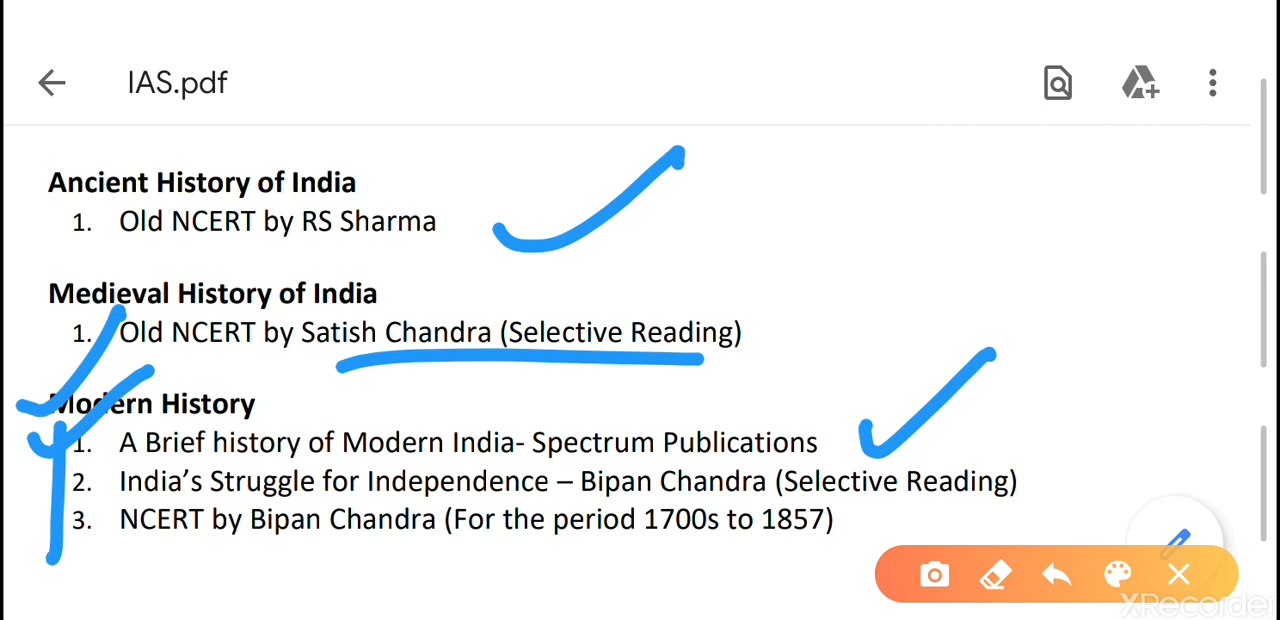 IAS.pdf
Ancient History of India
1. Old NCERT by RS Sharma
Medieval History of India
1. Old NCERT by Satish Chandra (Selective Reading)
Modern History
1. A Brief history of Modern India- Spectrum Publications
2. India’s Struggle for Independence – Bipan Chandra (Selective Reading)
3. NCERT by Bipan Chandra (For the period 1700s to 1857)
XRecorder